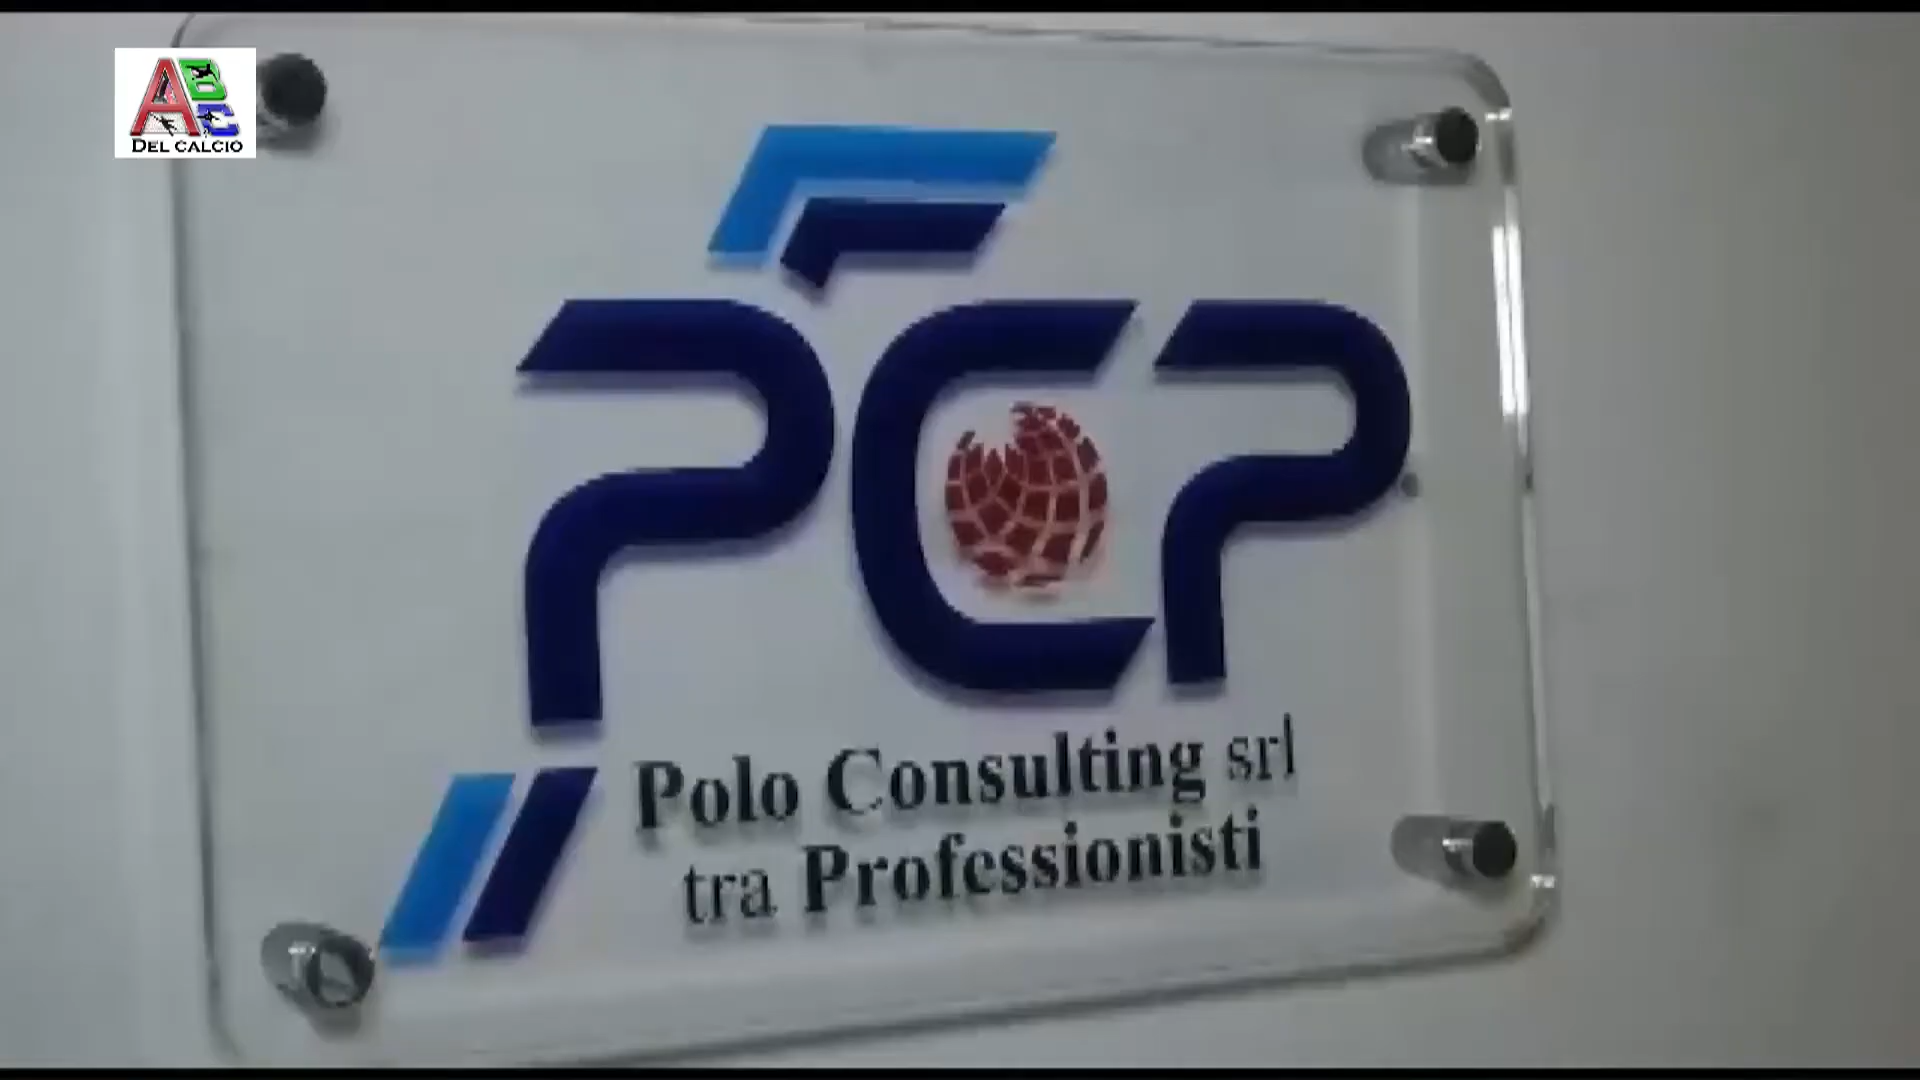 ABC
DEL CALCIO
PCP
Polo Consulting srl
tra Professionisti